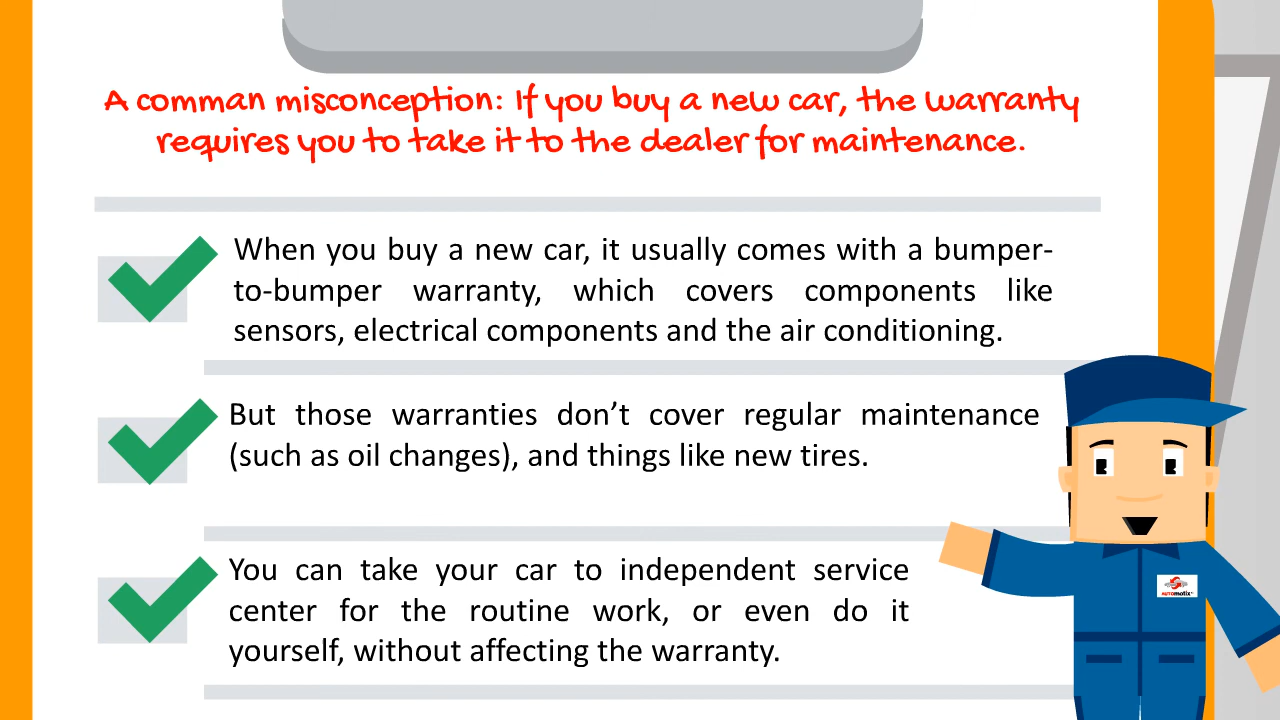 A comman misconception: If you buy a new car, the warranty
requires you to take it to the dealer for maintenance.
When you buy a new car, it usually comes with a bumper-
to-bumper warranty, which covers components like
sensors, electrical components and the air conditioning.
But those warranties don’t cover regular maintenance
(such as oil changes), and things like new tires.
You can take your car to independent service
center for the routine work, or even do it
yourself, without affecting the warranty.
AUTOmotix